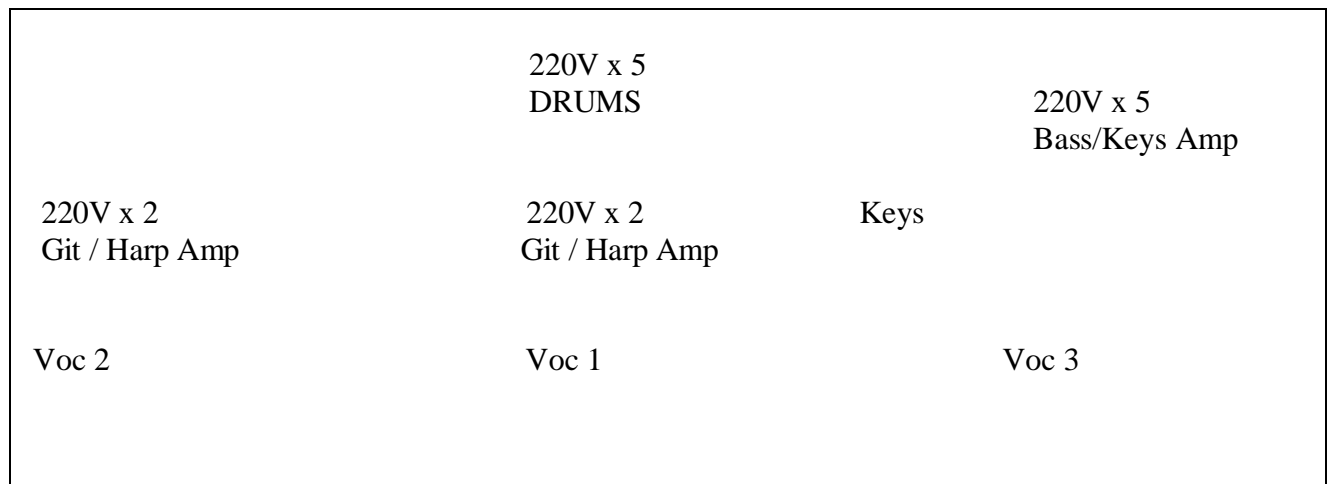 220V x 5
DRUMS
220V x 5
Bass/Keys Amp
220V x 2
Git / Harp Amp
220V x 2
Git / Harp Amp
Keys
Voc 2
Voc 1
Voc 3